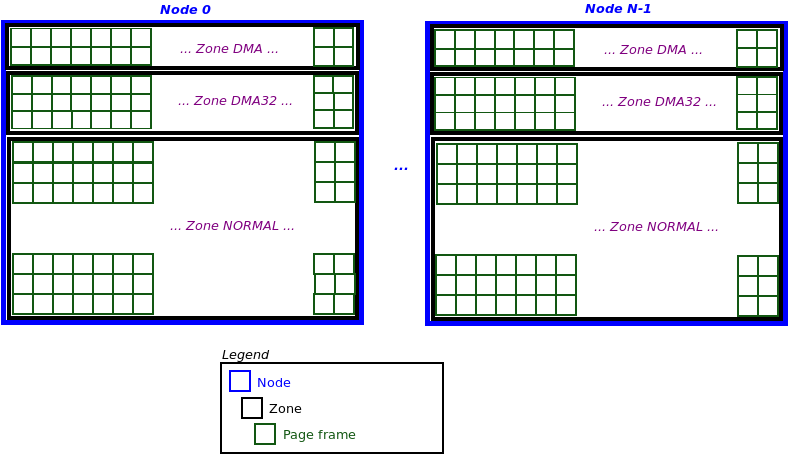 Node 0
Node N-1
... Zone DMA ...
... Zone DMA ...
... Zone DMA32 ...
... Zone DMA32 ...
...
... Zone NORMAL ...
... Zone NORMAL ...
Legend
Node
Zone
Page frame